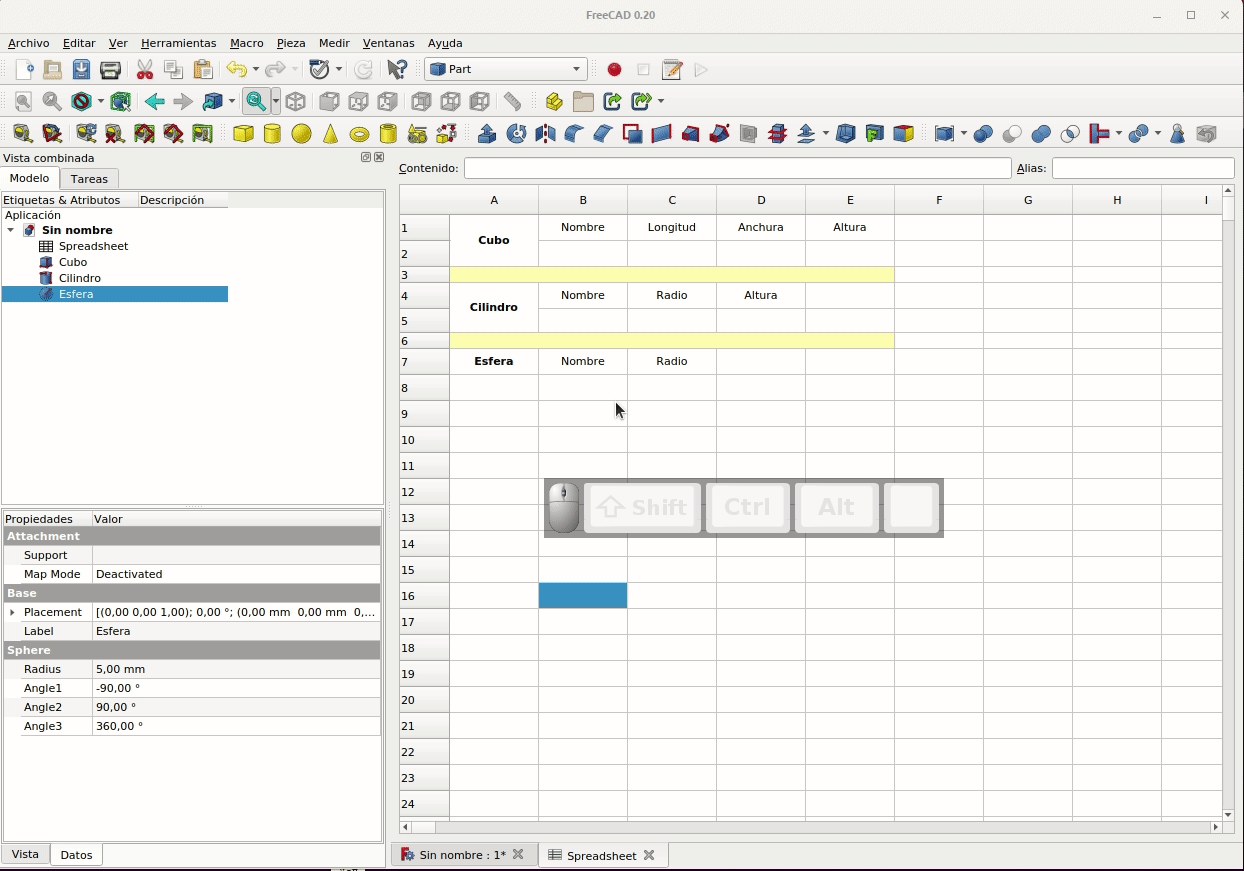 FreeCAD 0.20
Archivo Editar Ver Herramientas Macro Pieza Medir Ventanas Ayuda
Part
Vista combinada
Modelo Tareas
Etiquetas & Atributos Descripción
Aplicación
Sin nombre
Spreadsheet
Cubo
Cilindro
Esfera
Propiedades Valor
Attachment
Support
Map Mode Deactivated
Base
Placement [(0,00 0,00 1,00); 0,00 °; (0,00 mm 0,00 mm 0,...
Label Esfera
Sphere
Radius 5,00 mm
Angle1 -90,00 °
Angle2 90,00 °
Angle3 360,00 °
Vista Datos
Contenido: Alias:
A B C D E F G H I
1 Cubo Nombre Longitud Anchura Altura
2
3
4 Cilindro Nombre Radio Altura
5
6
7 Esfera Nombre Radio
8
9
10
11
12
13
14
15
16
17
18
19
20
21
22
23
24
Shift Ctrl Alt
Sin nombre : 1* Spreadsheet